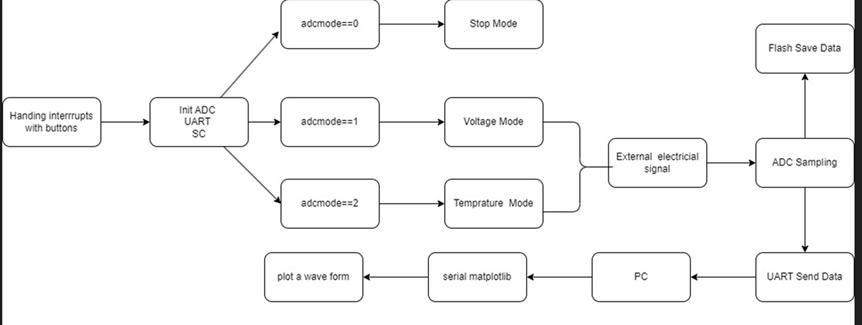 adcmode==0
Stop Mode
Flash Save Data
Handing interrrupts
with buttons
Init ADC
UART
SC
adcmode==1
Voltage Mode
External electricial
signal
ADC Sampling
adcmode==2
Temprature Mode
plot a wave form
serial matplotlib
PC
UART Send Data